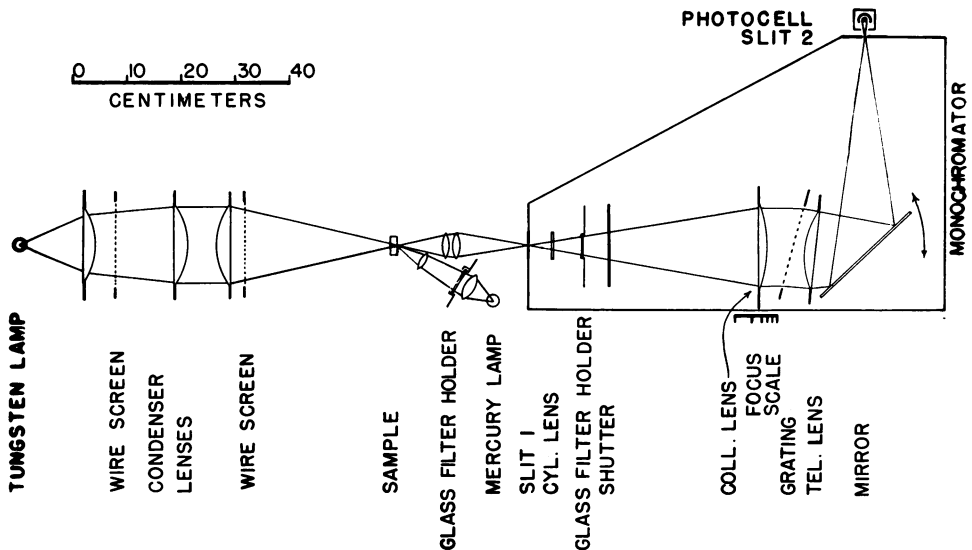 PHOTOCELL
SLIT 2
0 10 20 30 40
CENTIMETERS
MONOCHROMATOR
TUNGSTEN LAMP
WIRE SCREEN
CONDENSER
LENSES
WIRE SCREEN
SAMPLE
GLASS FILTER HOLDER
MERCURY LAMP
SLIT 1
CYL. LENS
GLASS FILTER HOLDER
SHUTTER
COLL. LENS
FOCUS
SCALE
GRATING
TEL. LENS
MIRROR